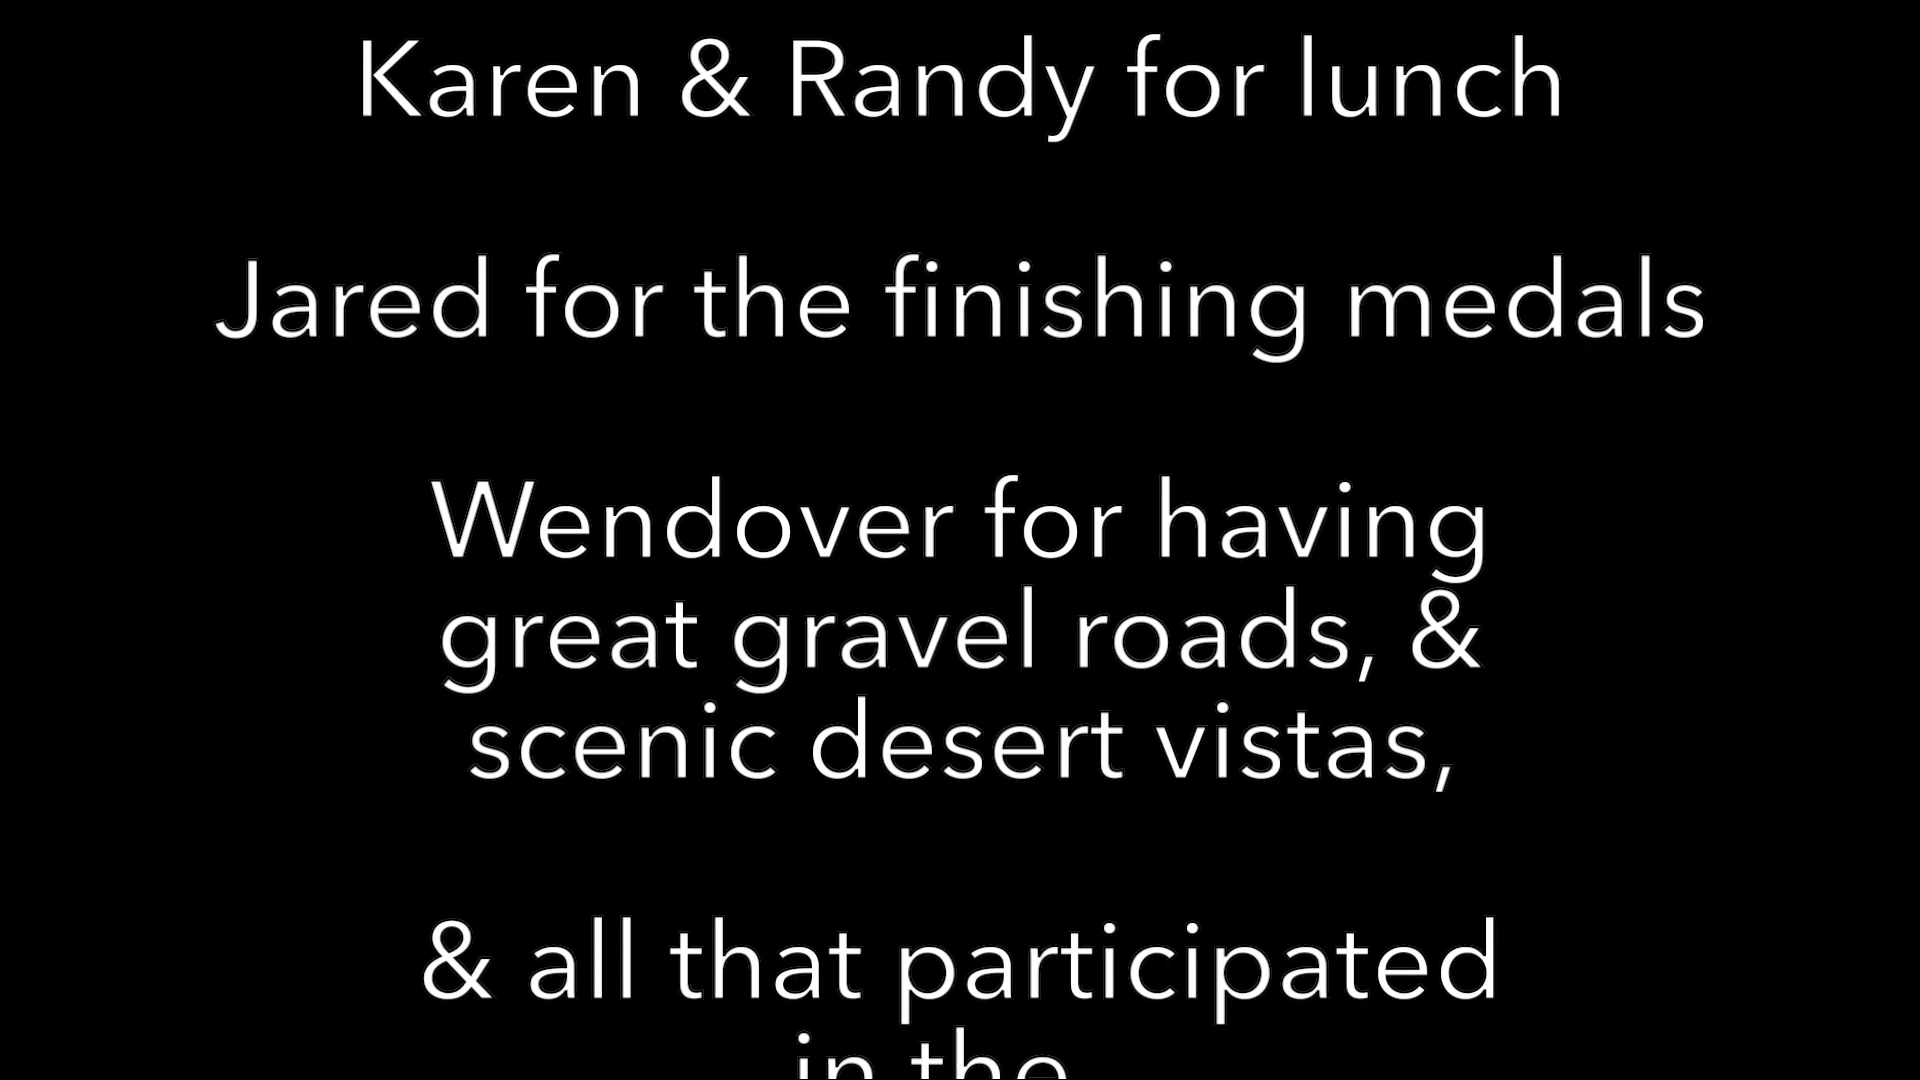 Karen & Randy for lunch
Jared for the finishing medals
Wendover for having
great gravel roads, &
scenic desert vistas,
& all that participated
in the